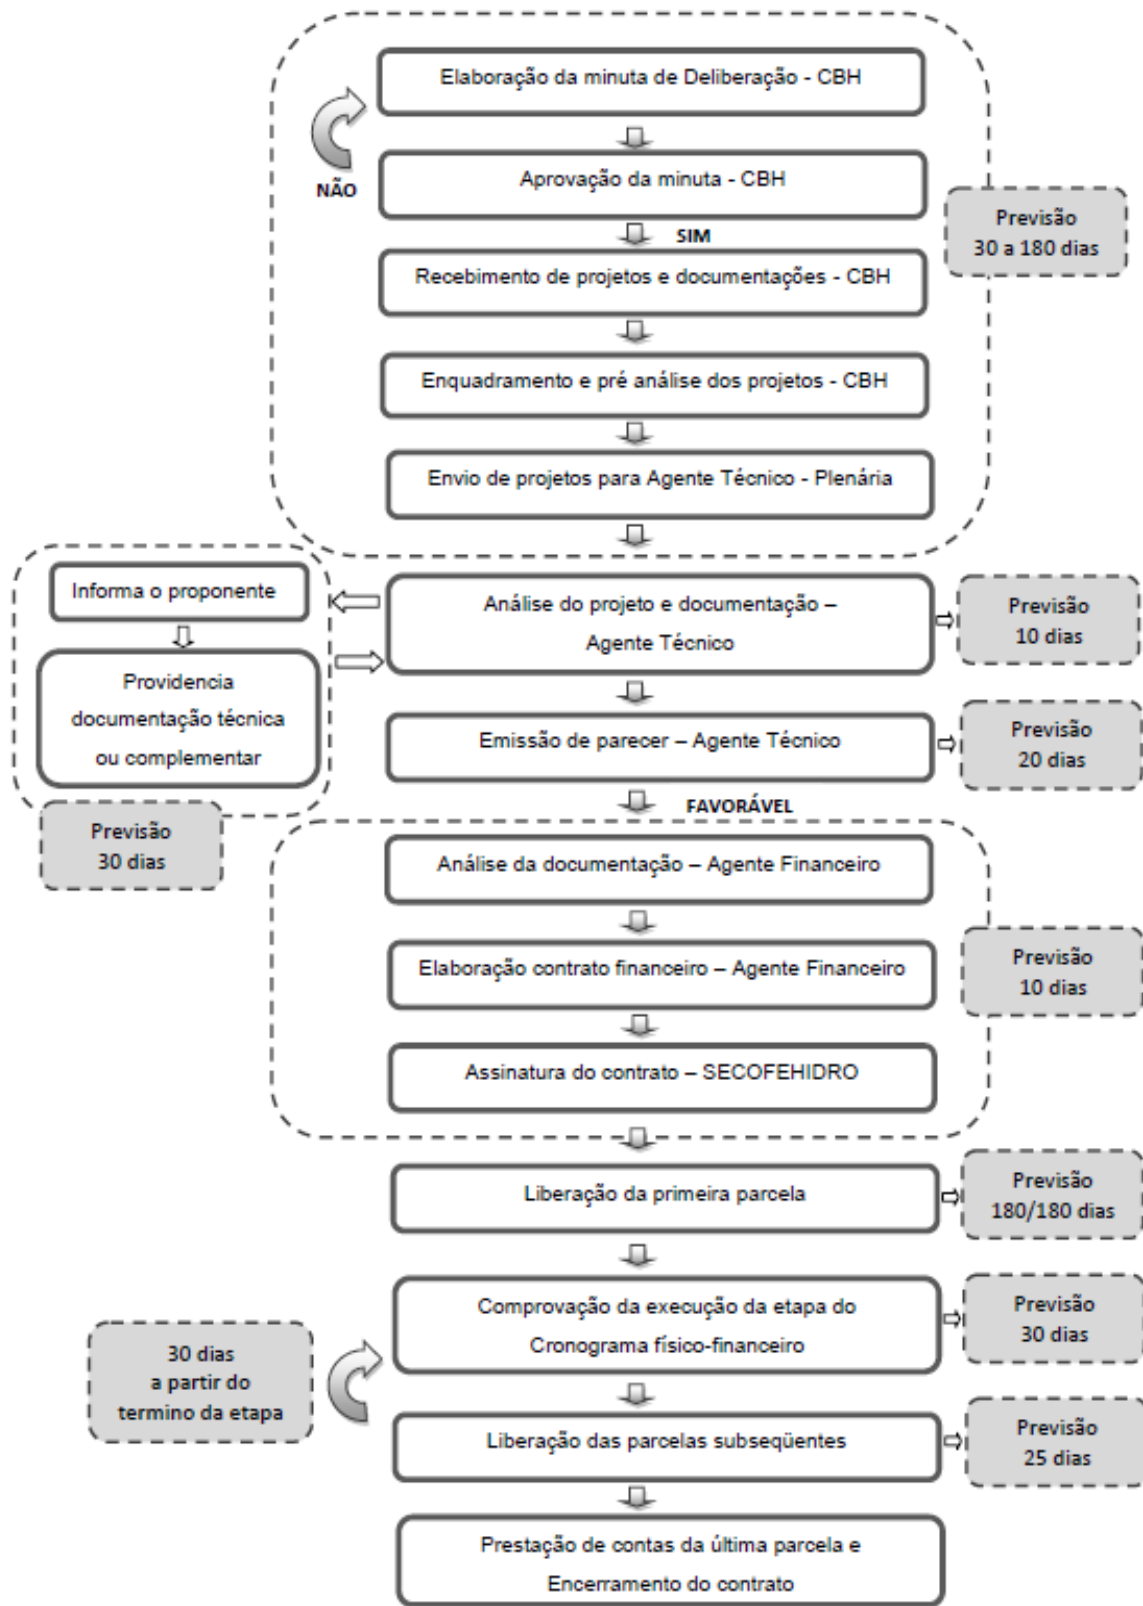 Elaboração da minuta de Deliberação - CBH
NÃO
Aprovação da minuta - CBH
Previsão
30 a 180 dias
SIM
Recebimento de projetos e documentações - CBH
Enquadramento e pré análise dos projetos - CBH
Envio de projetos para Agente Técnico - Plenária
Informa o proponente
Análise do projeto e documentação –
Agente Técnico
Previsão
10 dias
Providencia
documentação técnica
ou complementar
Emissão de parecer – Agente Técnico
Previsão
20 dias
FAVORÁVEL
Previsão
30 dias
Análise da documentação – Agente Financeiro
Elaboração contrato financeiro – Agente Financeiro
Previsão
10 dias
Assinatura do contrato – SECOFEHIDRO
Liberação da primeira parcela
Previsão
180/180 dias
Comprovação da execução da etapa do
Cronograma físico-financeiro
Previsão
30 dias
30 dias
a partir do
termino da etapa
Liberação das parcelas subseqüentes
Previsão
25 dias
Prestação de contas da última parcela e
Encerramento do contrato